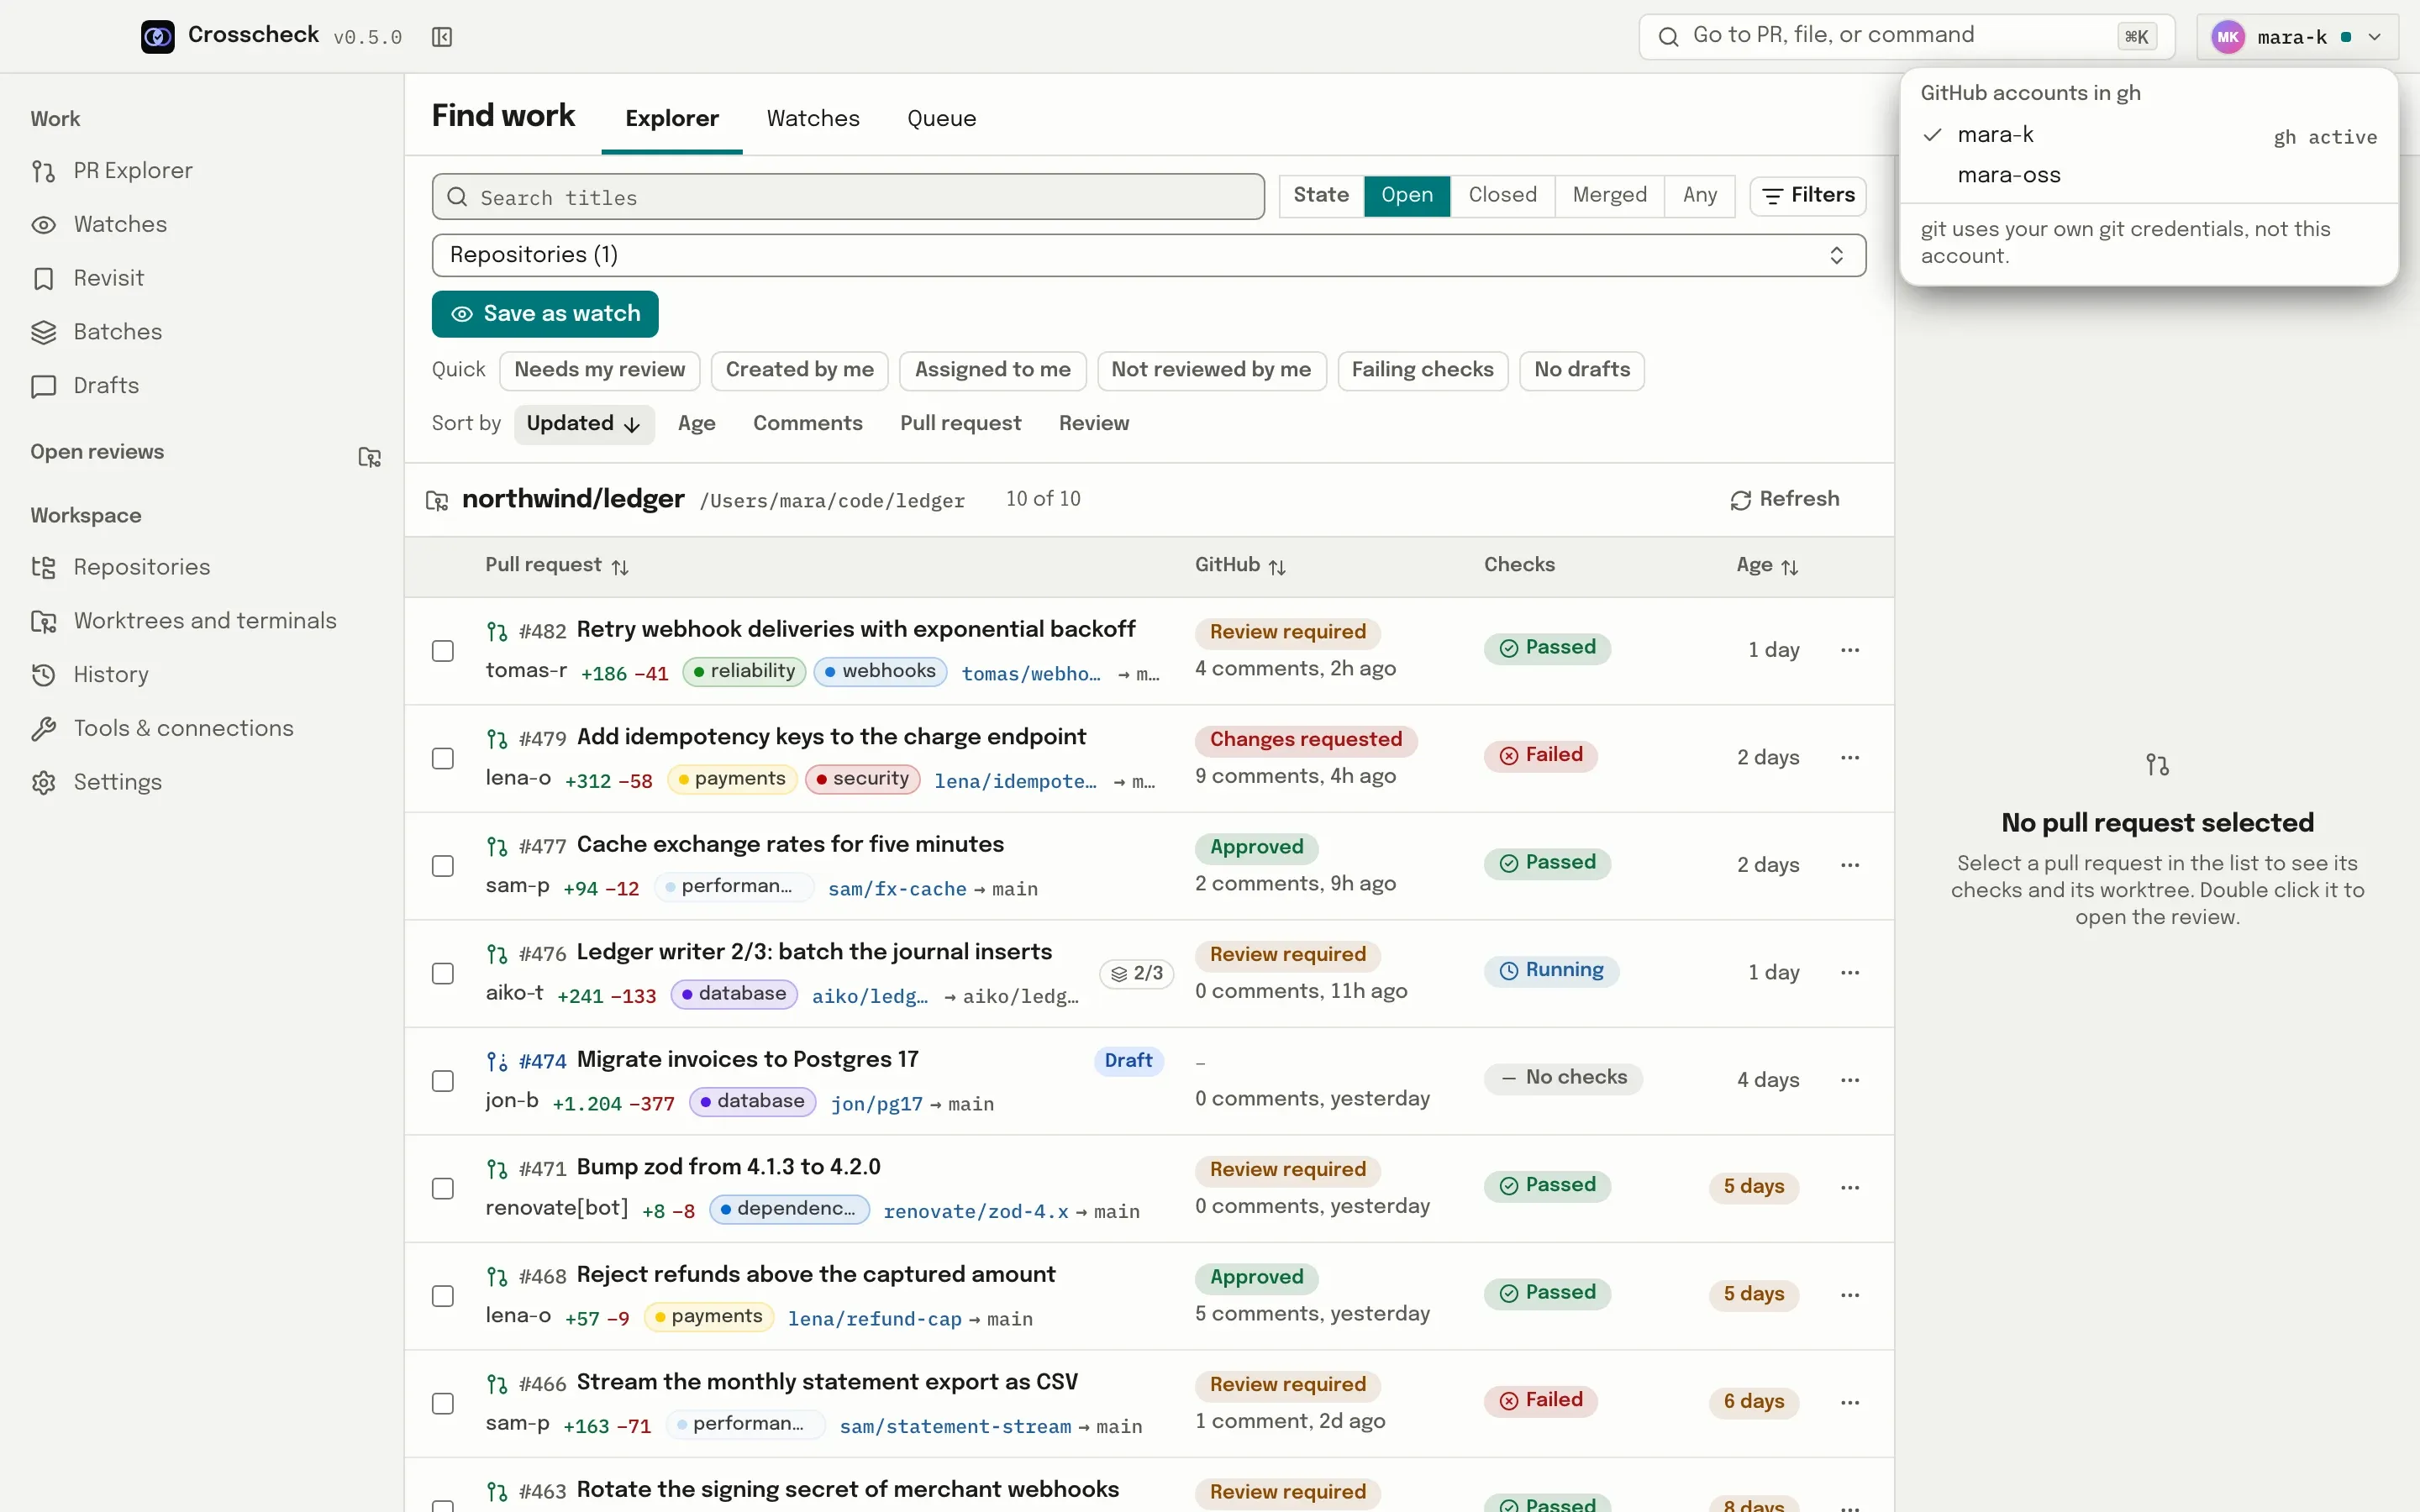 Crosscheck v0.5.0
Go to PR, file, or command ⌘K
MK mara-k
GitHub accounts in gh
mara-k gh active
mara-oss
git uses your own git credentials, not this
account.
Work
PR Explorer
Watches
Revisit
Batches
Drafts
Open reviews
Workspace
Repositories
Worktrees and terminals
History
Tools & connections
Settings
Find work Explorer Watches Queue
Search titles State Open Closed Merged Any Filters
Repositories (1)
Save as watch
Quick Needs my review Created by me Assigned to me Not reviewed by me Failing checks No drafts
Sort by Updated ↓ Age Comments Pull request Review
northwind/ledger /Users/mara/code/ledger 10 of 10 Refresh
Pull request GitHub Checks Age
#482 Retry webhook deliveries with exponential backoff Review required Passed 1 day
tomas-r +186 −41 reliability webhooks tomas/webho… → m… 4 comments, 2h ago
#479 Add idempotency keys to the charge endpoint Changes requested Failed 2 days
lena-o +312 −58 payments security lena/idempote… → m… 9 comments, 4h ago
#477 Cache exchange rates for five minutes Approved Passed 2 days
sam-p +94 −12 performan… sam/fx-cache → main 2 comments, 9h ago
#476 Ledger writer 2/3: batch the journal inserts 2/3 Review required Running 1 day
aiko-t +241 −133 database aiko/ledg… → aiko/ledg… 0 comments, 11h ago
#474 Migrate invoices to Postgres 17 Draft – No checks 4 days
jon-b +1.204 −377 database jon/pg17 → main 0 comments, yesterday
#471 Bump zod from 4.1.3 to 4.2.0 Review required Passed 5 days
renovate[bot] +8 −8 dependenc… renovate/zod-4.x → main 0 comments, yesterday
#468 Reject refunds above the captured amount Approved Passed 5 days
lena-o +57 −9 payments lena/refund-cap → main 5 comments, yesterday
#466 Stream the monthly statement export as CSV Review required Failed 6 days
sam-p +163 −71 performan… sam/statement-stream → main 1 comment, 2d ago
#463 Rotate the signing secret of merchant webhooks Review required Passed 8 days
No pull request selected
Select a pull request in the list to see its
checks and its worktree. Double click it to
open the review.